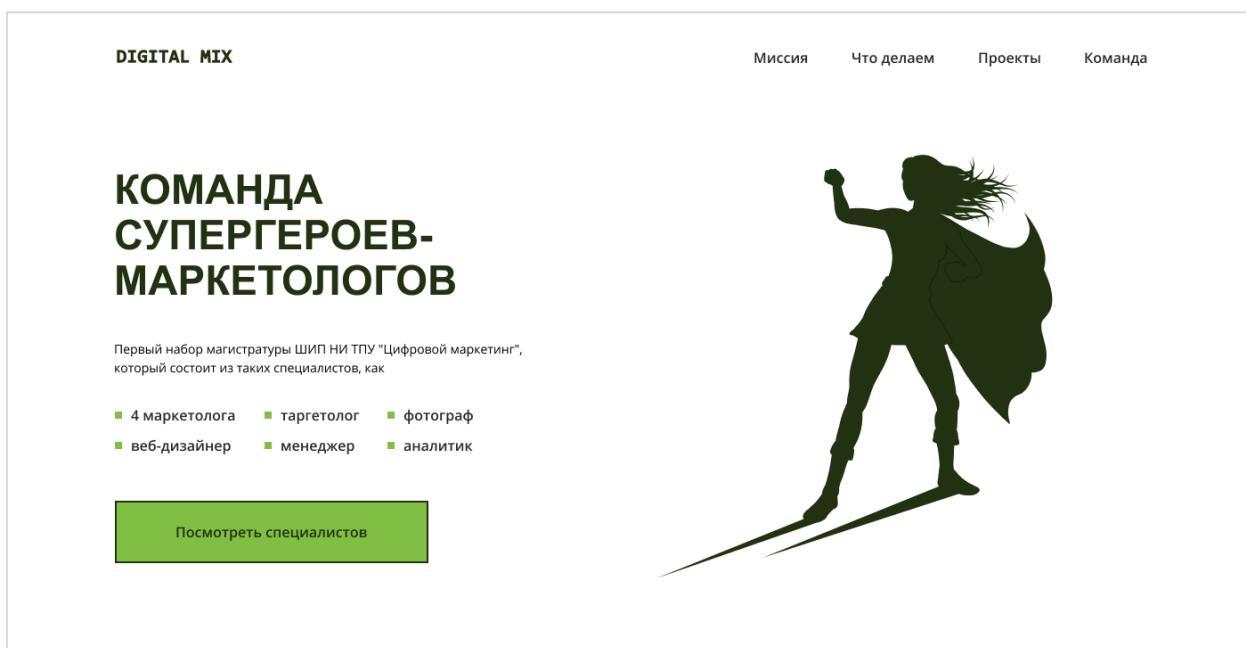 DIGITAL MIX
Миссия
Что делаем
Проекты
Команда
КОМАНДА
СУПЕРГЕРОЕВ-
МАРКЕТОЛОГОВ
Первый набор магистратуры ШИП НИ ТПУ "Цифровой маркетинг",
который состоит из таких специалистов, как
4 маркетолога
таргетолог
фотограф
веб-дизайнер
менеджер
аналитик
Посмотреть специалистов